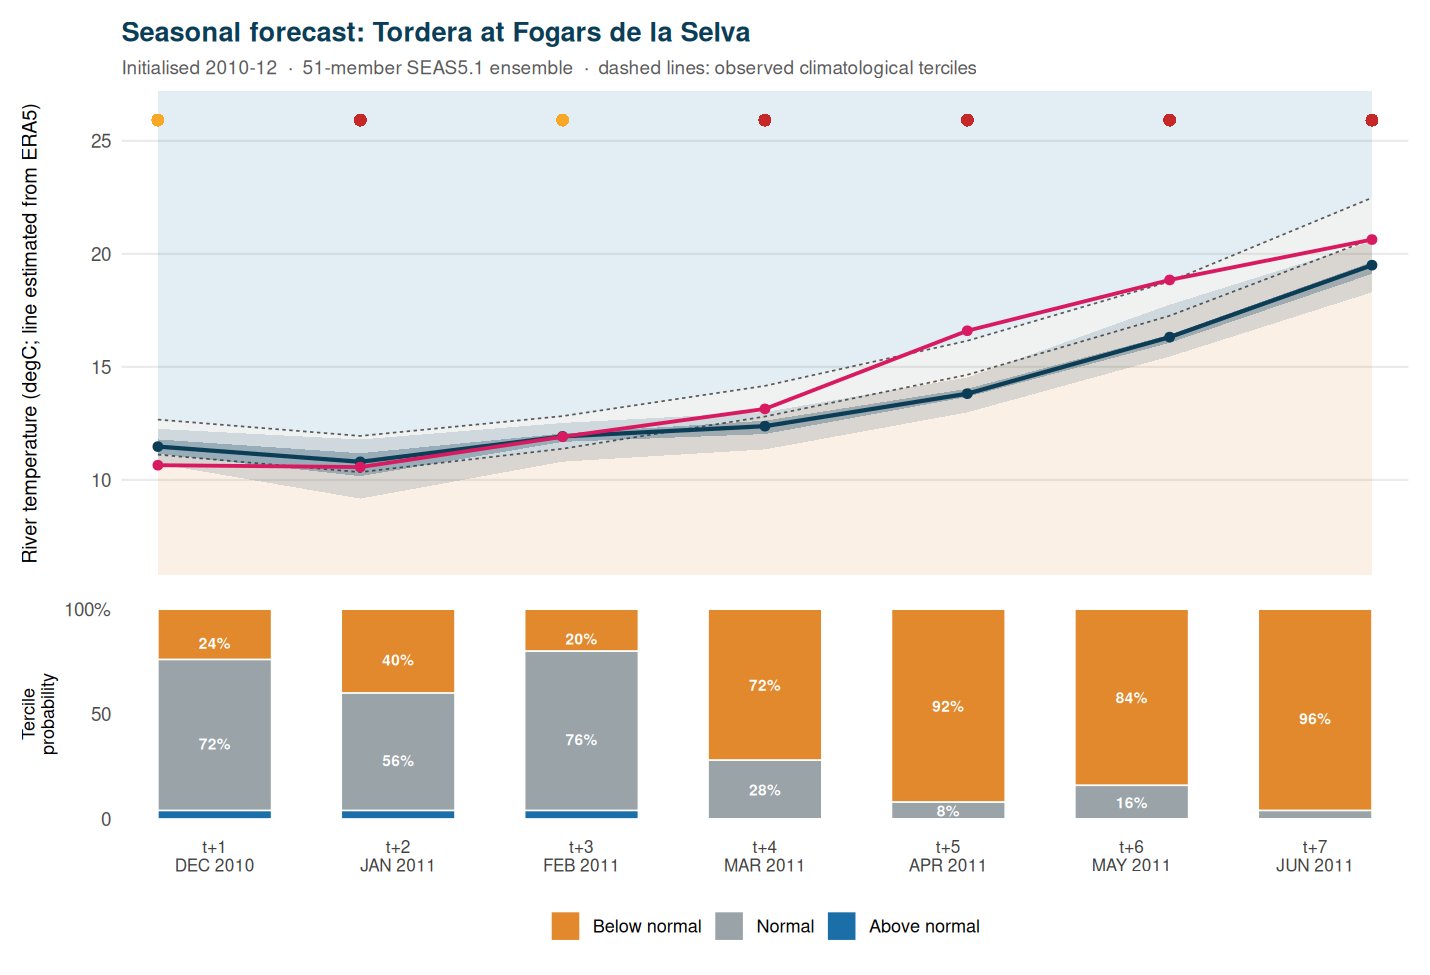 Seasonal forecast: Tordera at Fogars de la Selva
Initialised 2010-12 · 51-member SEAS5.1 ensemble · dashed lines: observed climatological terciles
River temperature (degC; line estimated from ERA5)
25
20
15
10
Tercile
probability
100%
50
0
24%
72%
40%
56%
20%
76%
72%
28%
92%
8%
84%
16%
96%
t+1
DEC 2010
t+2
JAN 2011
t+3
FEB 2011
t+4
MAR 2011
t+5
APR 2011
t+6
MAY 2011
t+7
JUN 2011
Below normal
Normal
Above normal